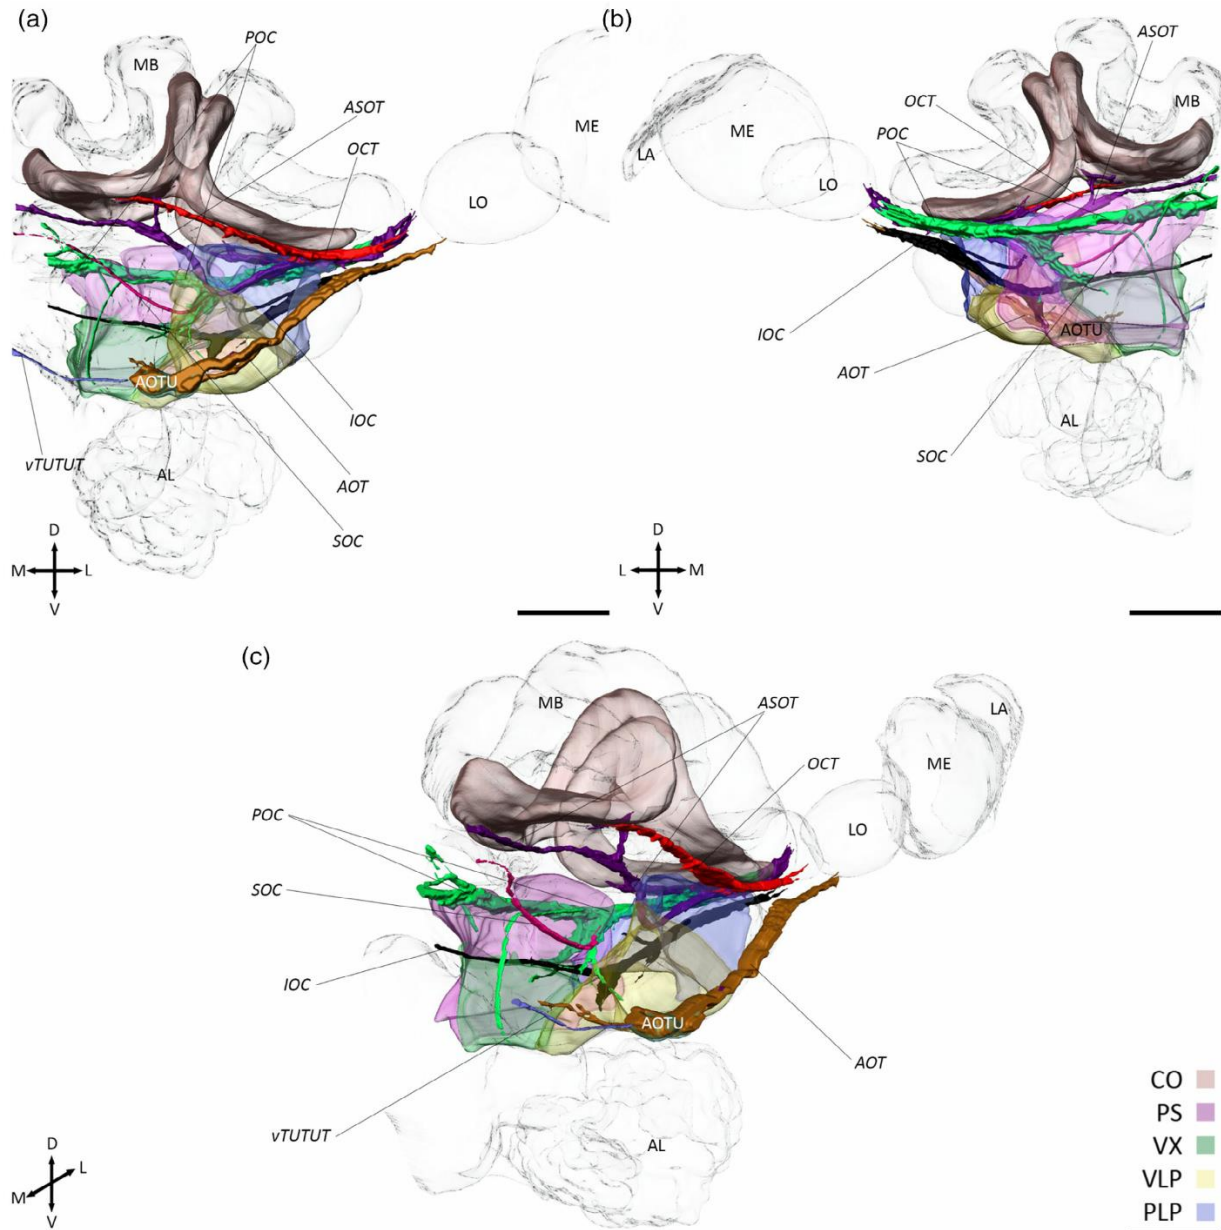 (a)
POC
MB
ASOT
ME
OCT
LO
AOTU
IOC
vTUTUT
AL
AOT
SOC
D
M
L
V
(b)
ASOT
OCT
MB
ME
POC
LA
LO
IOC
AOTU
AOT
AL
SOC
D
L
M
V
(c)
MB
ASOT
LA
OCT
ME
POC
LO
SOC
IOC
AOTU
AOT
vTUTUT
AL
D
L
M
V
CO
PS
VX
VLP
PLP